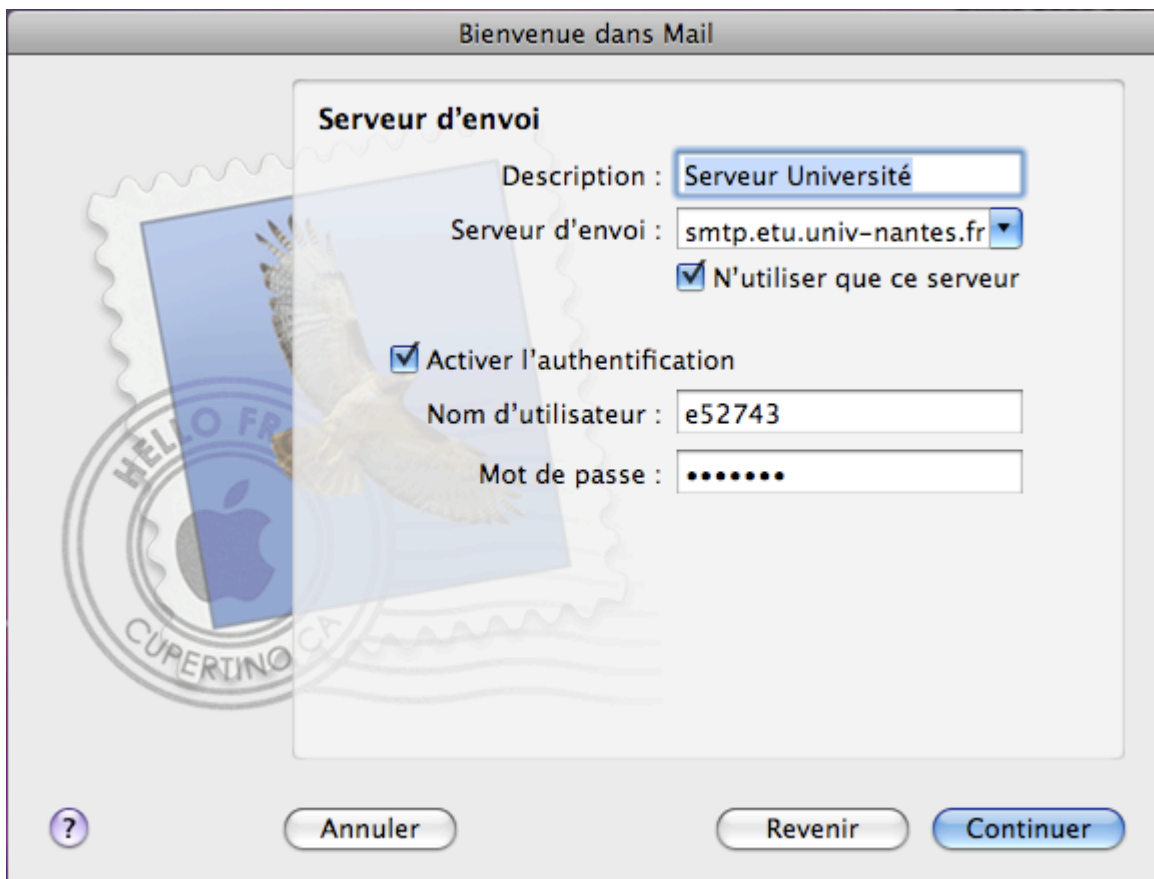 Bienvenue dans Mail
Serveur d'envoi
Description : Serveur Université
Serveur d'envoi : smtp.etu.univ-nantes.fr
N'utiliser que ce serveur
Activer l'authentification
Nom d'utilisateur : e52743
Mot de passe : •••••••
HELLO FR
CUPERTINO CA
? Annuler Revenir Continuer